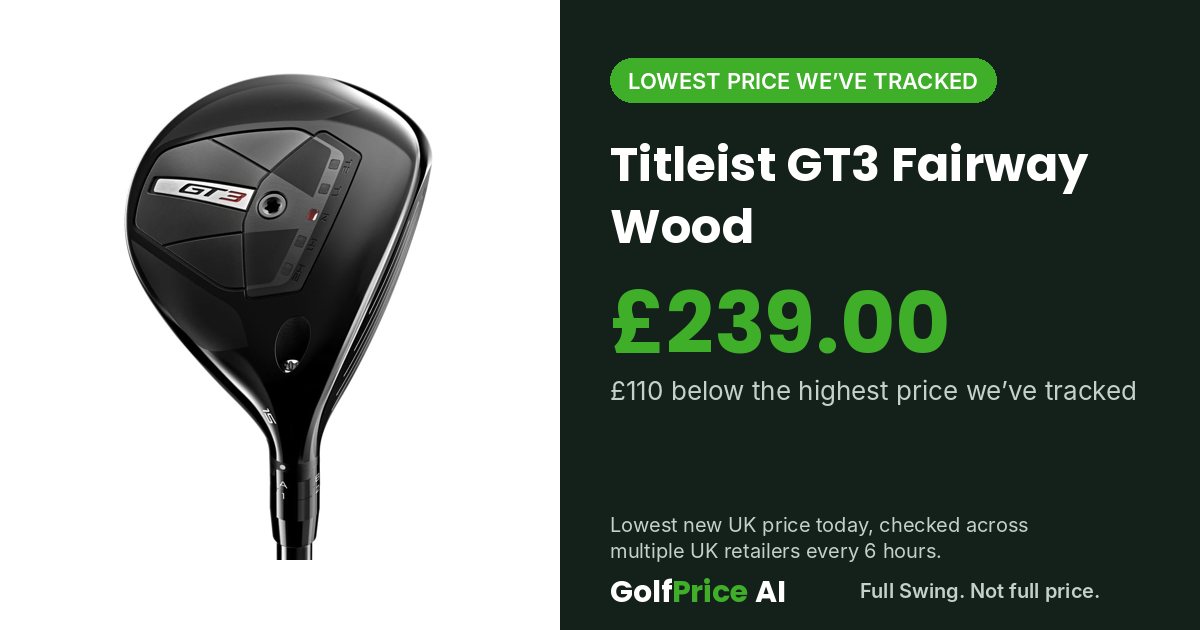 LOWEST PRICE WE’VE TRACKED
Titleist GT3 Fairway
Wood
£239.00
£110 below the highest price we’ve tracked
Lowest new UK price today, checked across
multiple UK retailers every 6 hours.
GolfPrice AI
Full Swing. Not full price.
GT3
N
15
A
1